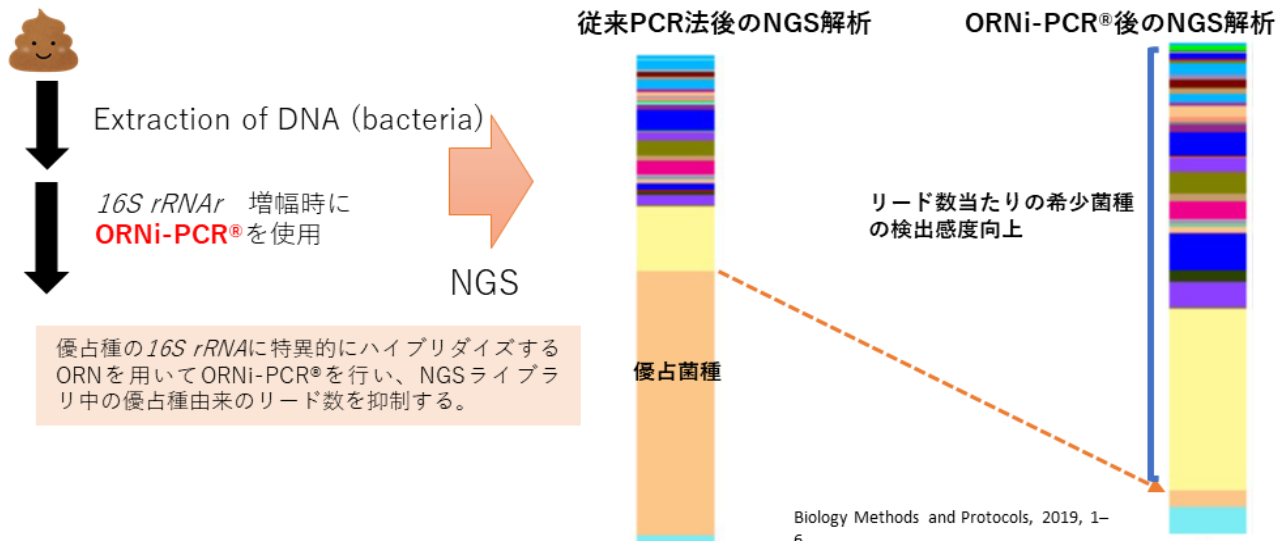 従来PCR法後のNGS解析
ORNi-PCR®後のNGS解析
Extraction of DNA (bacteria)
16S rRNAr 増幅時に
ORNi-PCR®を使用
NGS
優占種の16S rRNAに特異的にハイブリダイズする
ORNを用いてORNi-PCR®を行い、NGSライブラ
リ中の優占種由来のリード数を抑制する。
優占菌種
リード数当たりの希少菌種
の検出感度向上
Biology Methods and Protocols, 2019, 1–
6